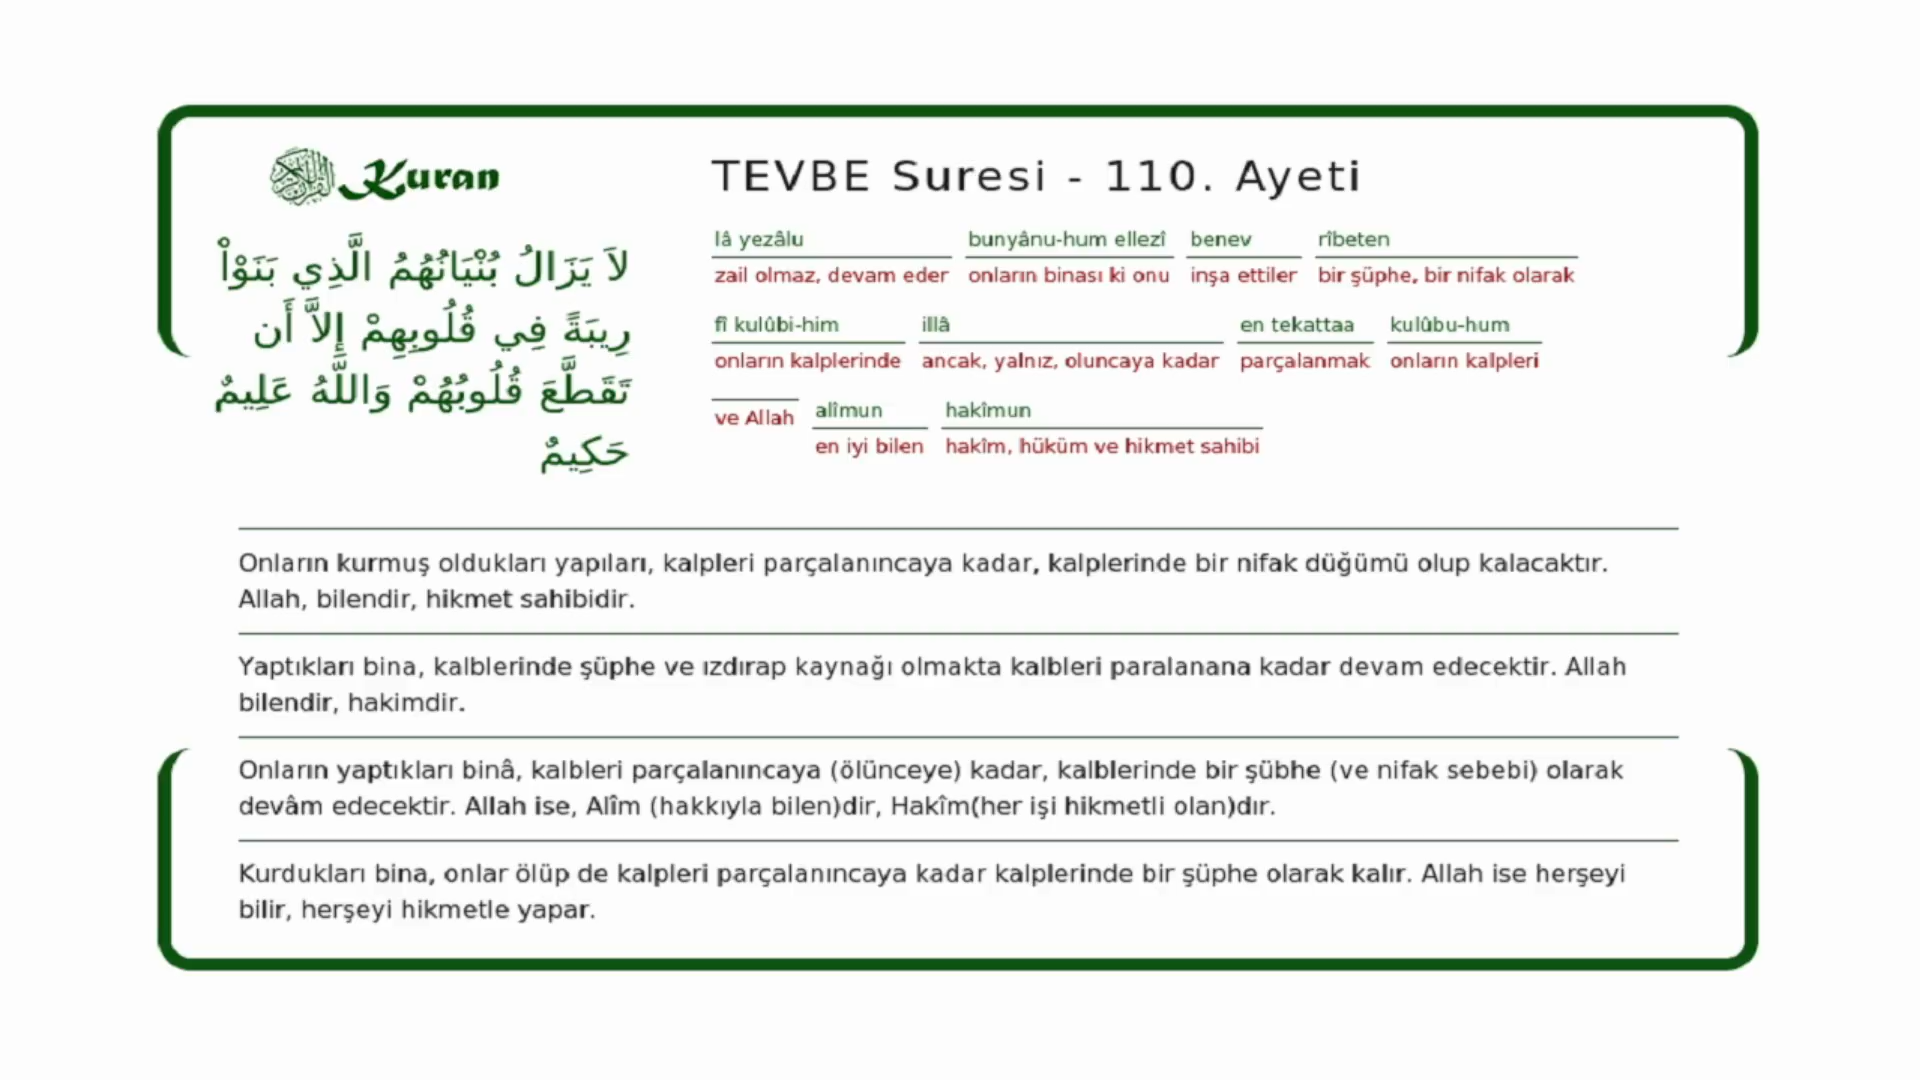 Kuran
TEVBE Suresi - 110. Ayeti
لاَ يَزَالُ بُنْيَانُهُمُ الَّذِي بَنَوْاْ
رِيبَةً فِي قُلُوبِهِمْ إِلاَّ أَن
تَقَطَّعَ قُلُوبُهُمْ وَاللَّهُ عَلِيمٌ
حَكِيمٌ
lâ yezâlu bunyânu-hum ellezî benev rîbeten
zail olmaz, devam eder onların binası ki onu inşa ettiler bir şüphe, bir nifak olarak
fî kulûbi-him illâ en tekattaa kulûbu-hum
onların kalplerinde ancak, yalnız, oluncaya kadar parçalanmak onların kalpleri
alîmun hakîmun
ve Allah en iyi bilen hakîm, hüküm ve hikmet sahibi
Onların kurmuş oldukları yapıları, kalpleri parçalanıncaya kadar, kalplerinde bir nifak düğümü olup kalacaktır.
Allah, bilendir, hikmet sahibidir.
Yaptıkları bina, kalblerinde şüphe ve ızdırap kaynağı olmakta kalbleri paralanana kadar devam edecektir. Allah
bilendir, hakimdir.
Onların yaptıkları binâ, kalbleri parçalanıncaya (ölünceye) kadar, kalblerinde bir şübhe (ve nifak sebebi) olarak
devâm edecektir. Allah ise, Alîm (hakkıyla bilen)dir, Hakîm(her işi hikmetli olan)dır.
Kurdukları bina, onlar ölüp de kalpleri parçalanıncaya kadar kalplerinde bir şüphe olarak kalır. Allah ise herşeyi
bilir, herşeyi hikmetle yapar.